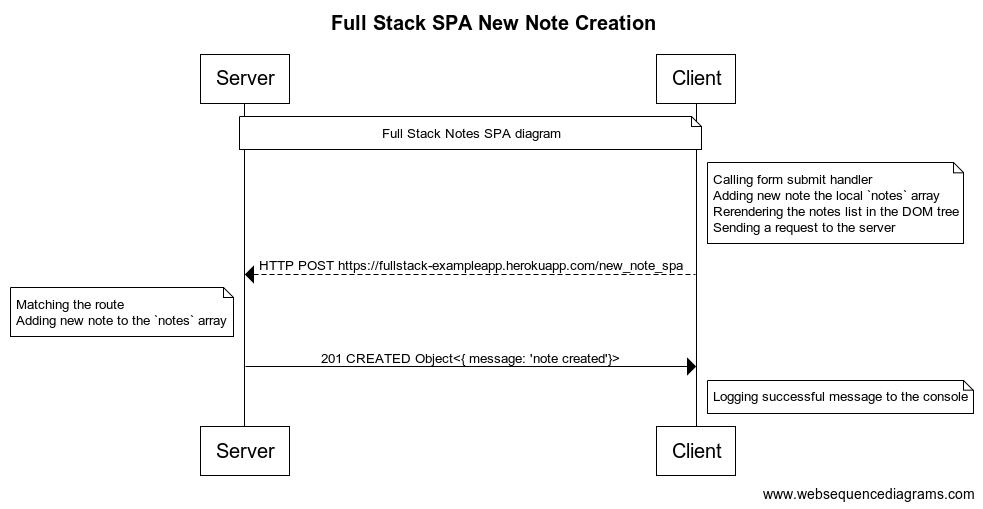 Full Stack SPA New Note Creation
Server
Client
Full Stack Notes SPA diagram
Calling form submit handler
Adding new note the local `notes` array
Rerendering the notes list in the DOM tree
Sending a request to the server
HTTP POST https://fullstack-exampleapp.herokuapp.com/new_note_spa
Matching the route
Adding new note to the `notes` array
201 CREATED Object<{ message: 'note created'}>
Logging successful message to the console
Server
Client
www.websequencediagrams.com